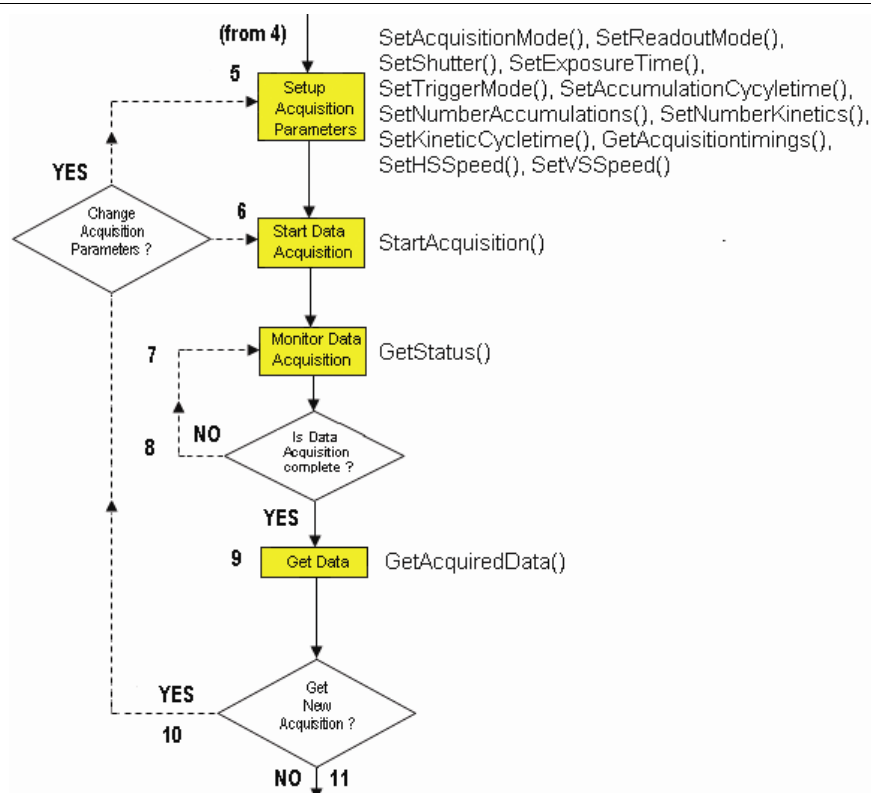 (from 4)
SetAcquisitionMode(), SetReadoutMode(),
SetShutter(), SetExposureTime(),
SetTriggerMode(), SetAccumulationCycyletime(),
SetNumberAccumulations(), SetNumberKinetics(),
SetKineticCycletime(), GetAcquisitiontimings(),
SetHSSpeed(), SetVSSpeed()
5
Setup
Acquisition
Parameters
YES
Change
Acquisition
Parameters ?
6
Start Data
Acquisition
StartAcquisition()
7
Monitor Data
Acquisition
GetStatus()
8
NO
Is Data
Acquisition
complete ?
YES
9
Get Data
GetAcquiredData()
YES
10
Get
New
Acquisition ?
NO
11